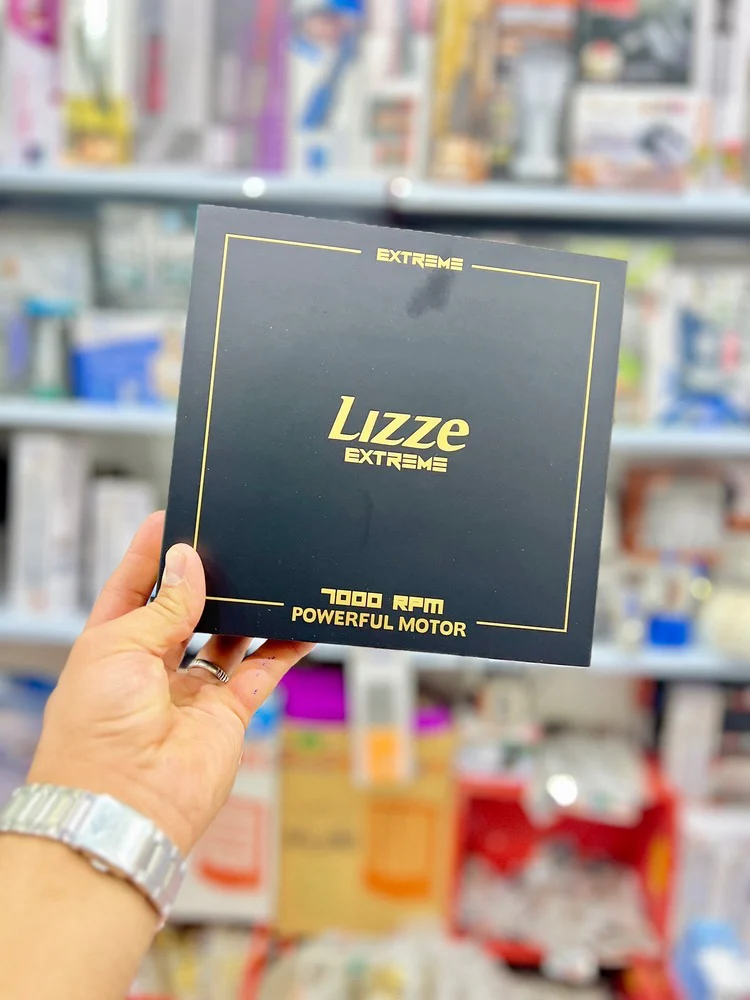 EXTREME
Lizze
EXTREME
7000 RPM
POWERFUL MOTOR